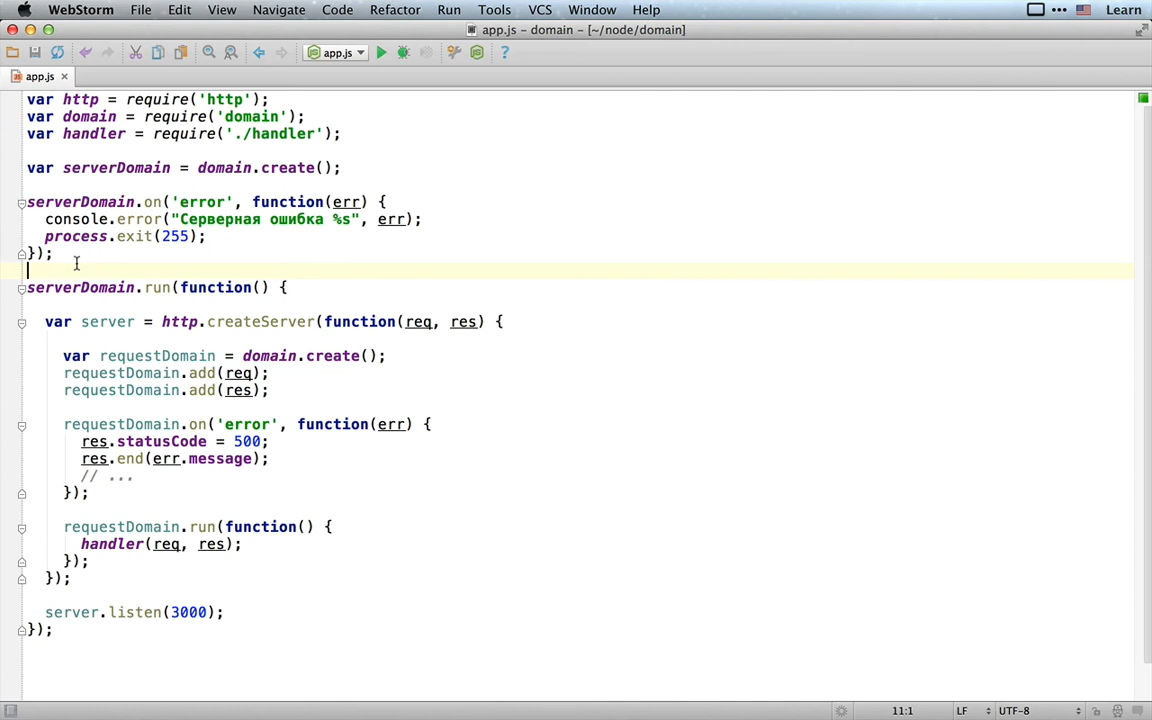 WebStorm File Edit View Navigate Code Refactor Run Tools VCS Window Help Learn
app.js – domain – [~/node/domain]
app.js
app.js
var http = require('http');
var domain = require('domain');
var handler = require('./handler');
var serverDomain = domain.create();
serverDomain.on('error', function(err) {
console.error("Серверная ошибка %s", err);
process.exit(255);
});
serverDomain.run(function() {
var server = http.createServer(function(req, res) {
var requestDomain = domain.create();
requestDomain.add(req);
requestDomain.add(res);
requestDomain.on('error', function(err) {
res.statusCode = 500;
res.end(err.message);
// ...
});
requestDomain.run(function() {
handler(req, res);
});
});
server.listen(3000);
});
11:1 LF UTF-8